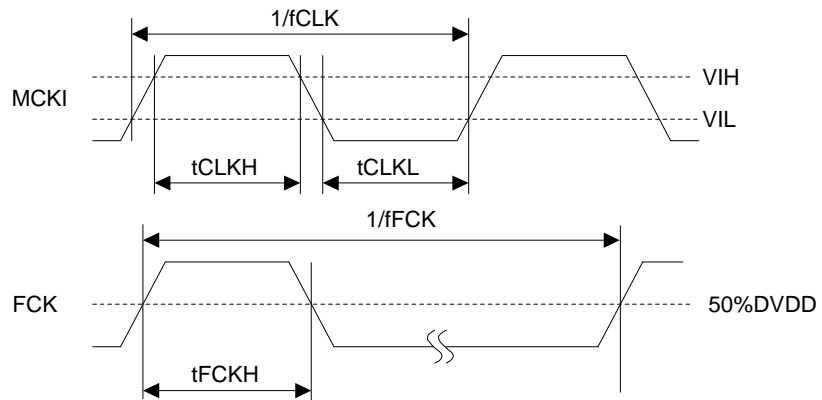 1/fCLK
MCKI
VIH
VIL
tCLKH
tCLKL
1/fFCK
FCK
50%DVDD
tFCKH